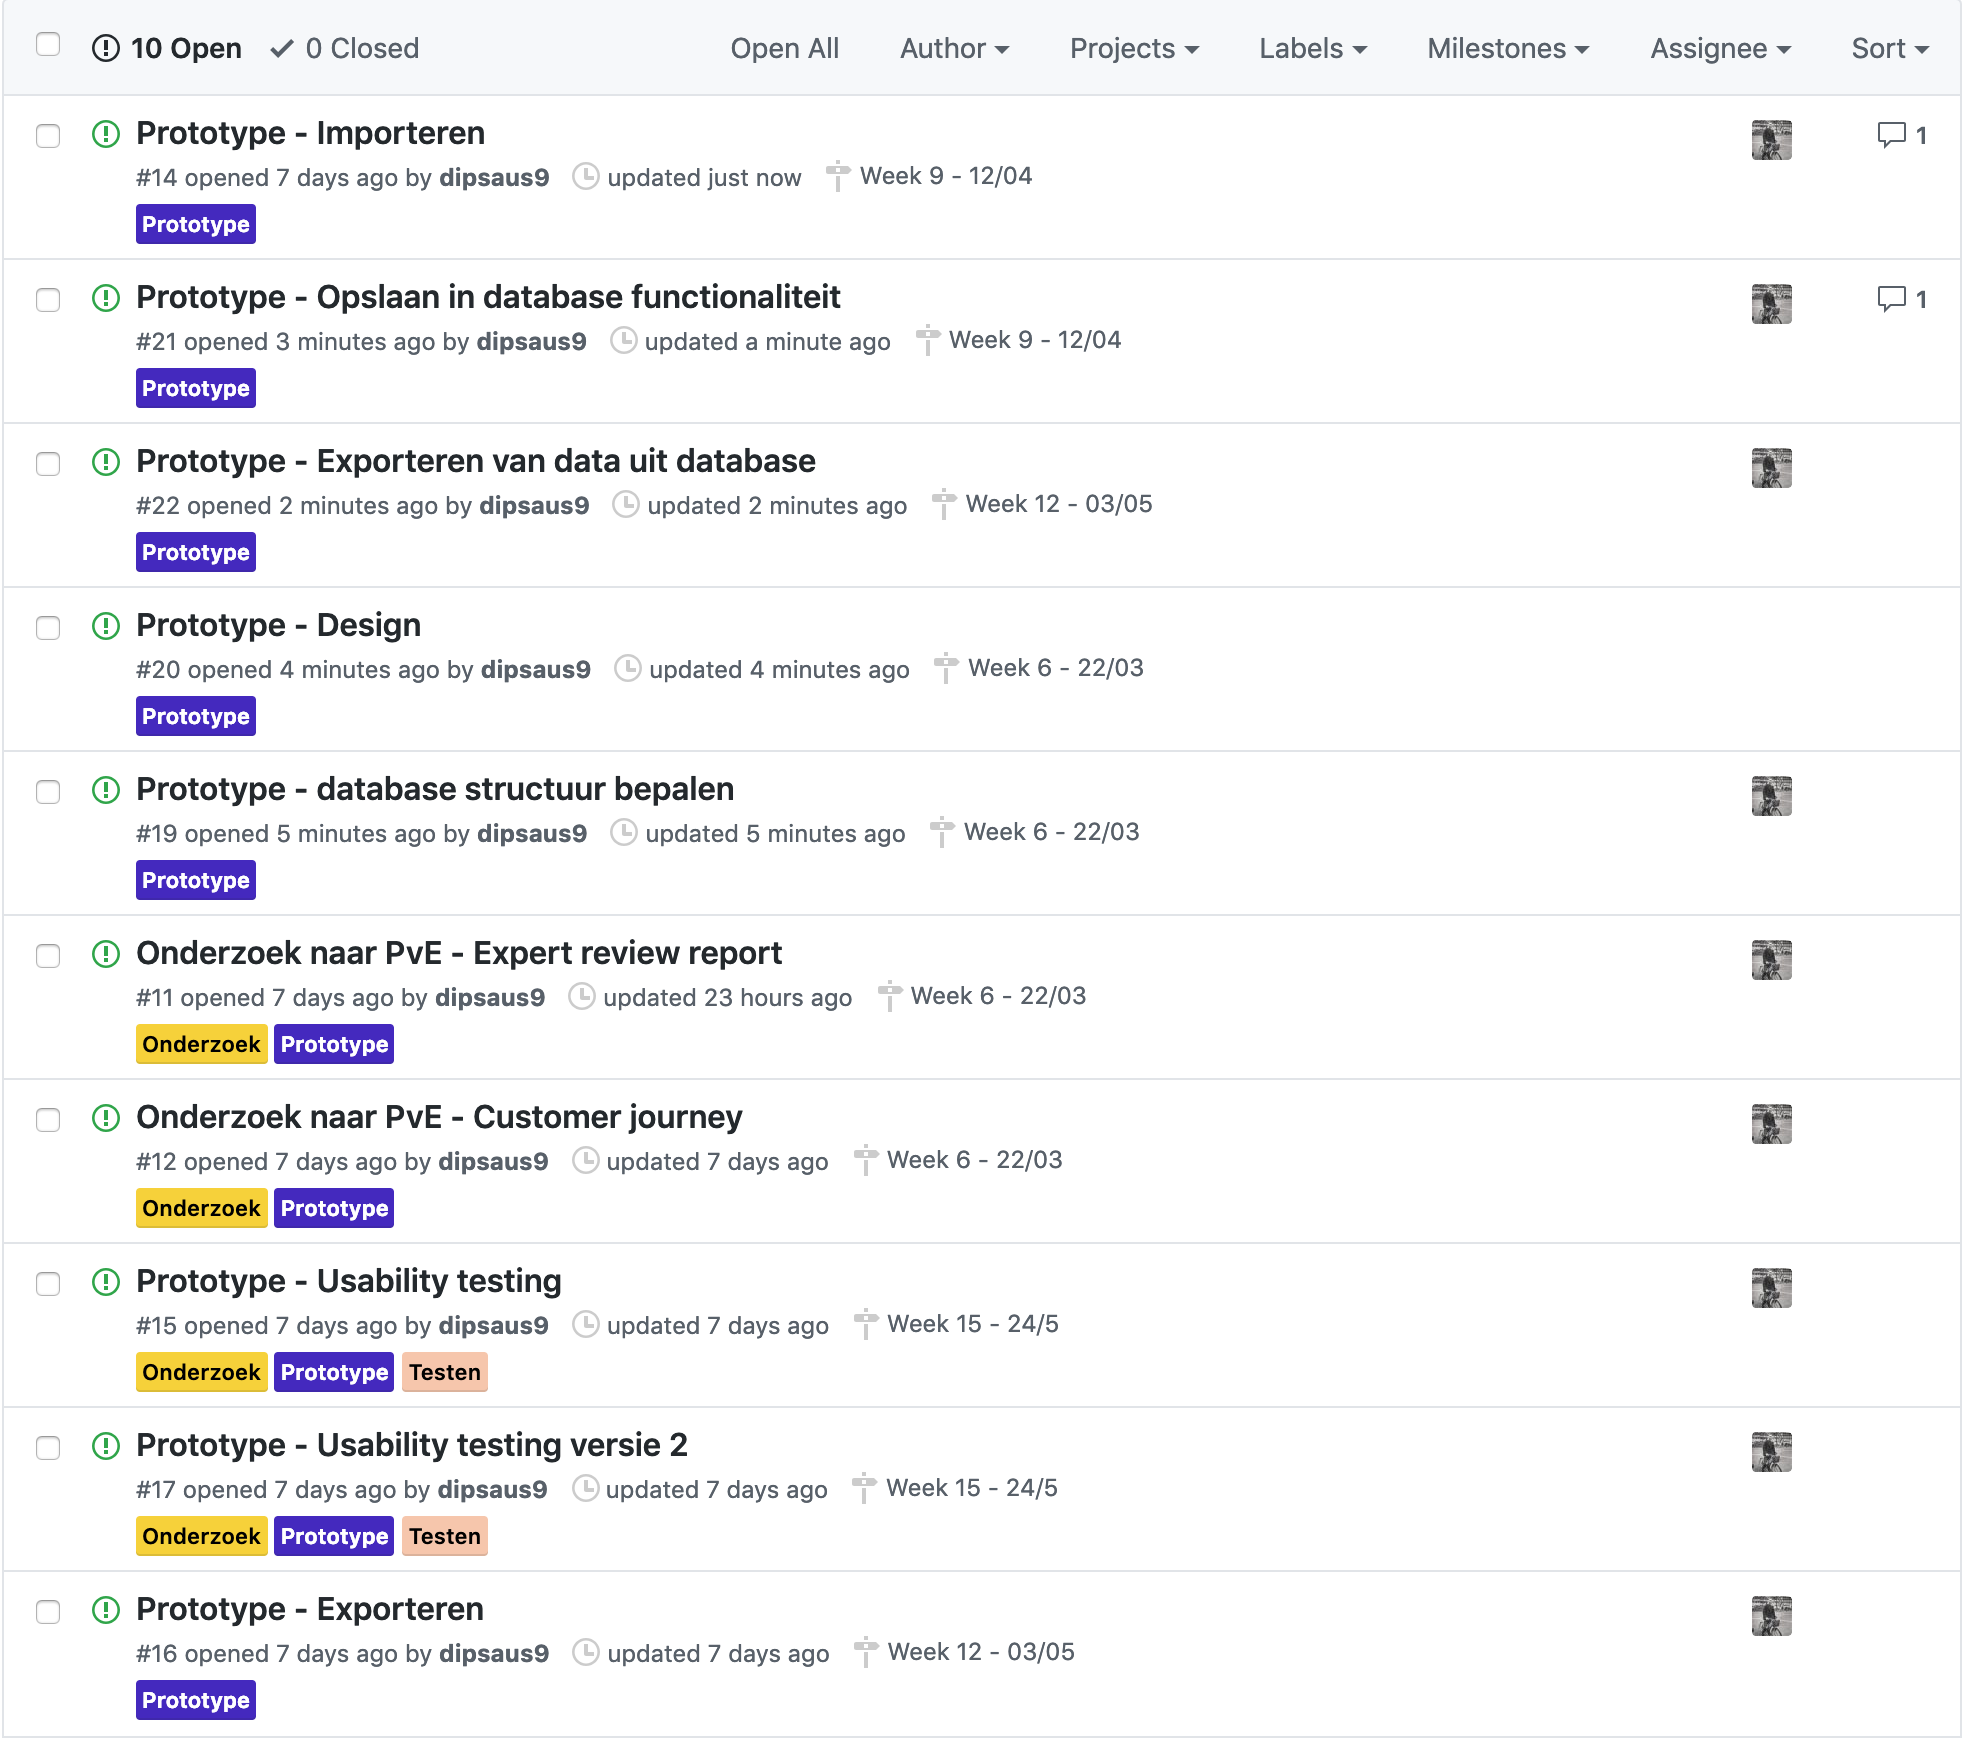 10 Open 0 Closed Open All Author Projects Labels Milestones Assignee Sort
Prototype - Importeren 1
#14 opened 7 days ago by dipsaus9 updated just now Week 9 - 12/04
Prototype
Prototype - Opslaan in database functionaliteit 1
#21 opened 3 minutes ago by dipsaus9 updated a minute ago Week 9 - 12/04
Prototype
Prototype - Exporteren van data uit database
#22 opened 2 minutes ago by dipsaus9 updated 2 minutes ago Week 12 - 03/05
Prototype
Prototype - Design
#20 opened 4 minutes ago by dipsaus9 updated 4 minutes ago Week 6 - 22/03
Prototype
Prototype - database structuur bepalen
#19 opened 5 minutes ago by dipsaus9 updated 5 minutes ago Week 6 - 22/03
Prototype
Onderzoek naar PvE - Expert review report
#11 opened 7 days ago by dipsaus9 updated 23 hours ago Week 6 - 22/03
Onderzoek Prototype
Onderzoek naar PvE - Customer journey
#12 opened 7 days ago by dipsaus9 updated 7 days ago Week 6 - 22/03
Onderzoek Prototype
Prototype - Usability testing
#15 opened 7 days ago by dipsaus9 updated 7 days ago Week 15 - 24/5
Onderzoek Prototype Testen
Prototype - Usability testing versie 2
#17 opened 7 days ago by dipsaus9 updated 7 days ago Week 15 - 24/5
Onderzoek Prototype Testen
Prototype - Exporteren
#16 opened 7 days ago by dipsaus9 updated 7 days ago Week 12 - 03/05
Prototype